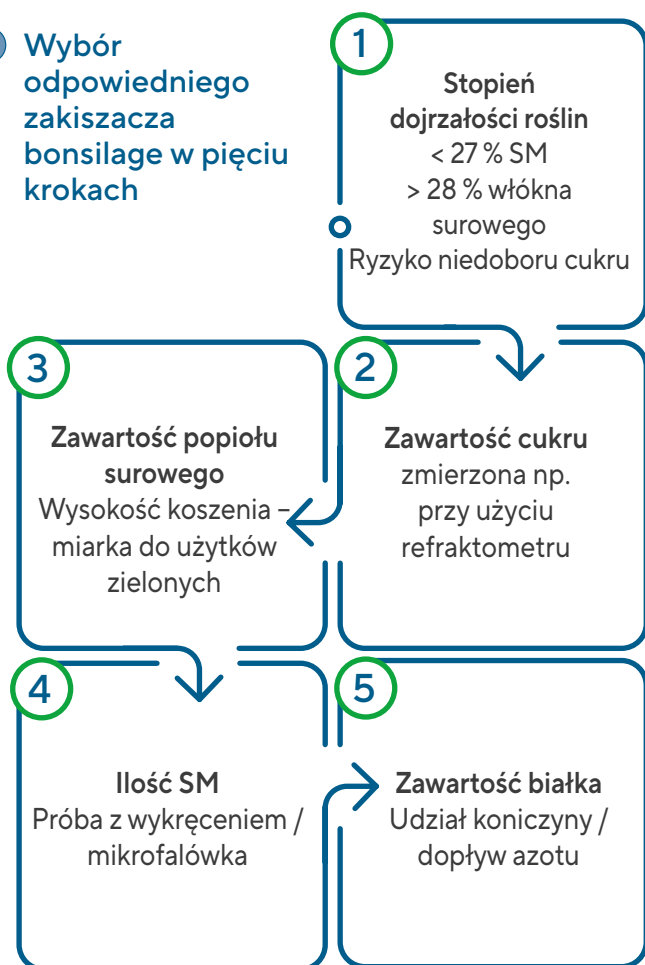 Wybór
odpowiedniego
zakiszacza
bonsilage w pięciu
krokach
1
Stopień
dojrzałości roślin
< 27 % SM
> 28 % włókna
surowego
Ryzyko niedoboru cukru
2
Zawartość cukru
zmierzona np.
przy użyciu
refraktometru
3
Zawartość popiołu
surowego
Wysokość koszenia –
miarka do użytków
zielonych
4
Ilość SM
Próba z wykręceniem /
mikrofalówka
5
Zawartość białka
Udział koniczyny /
dopływ azotu